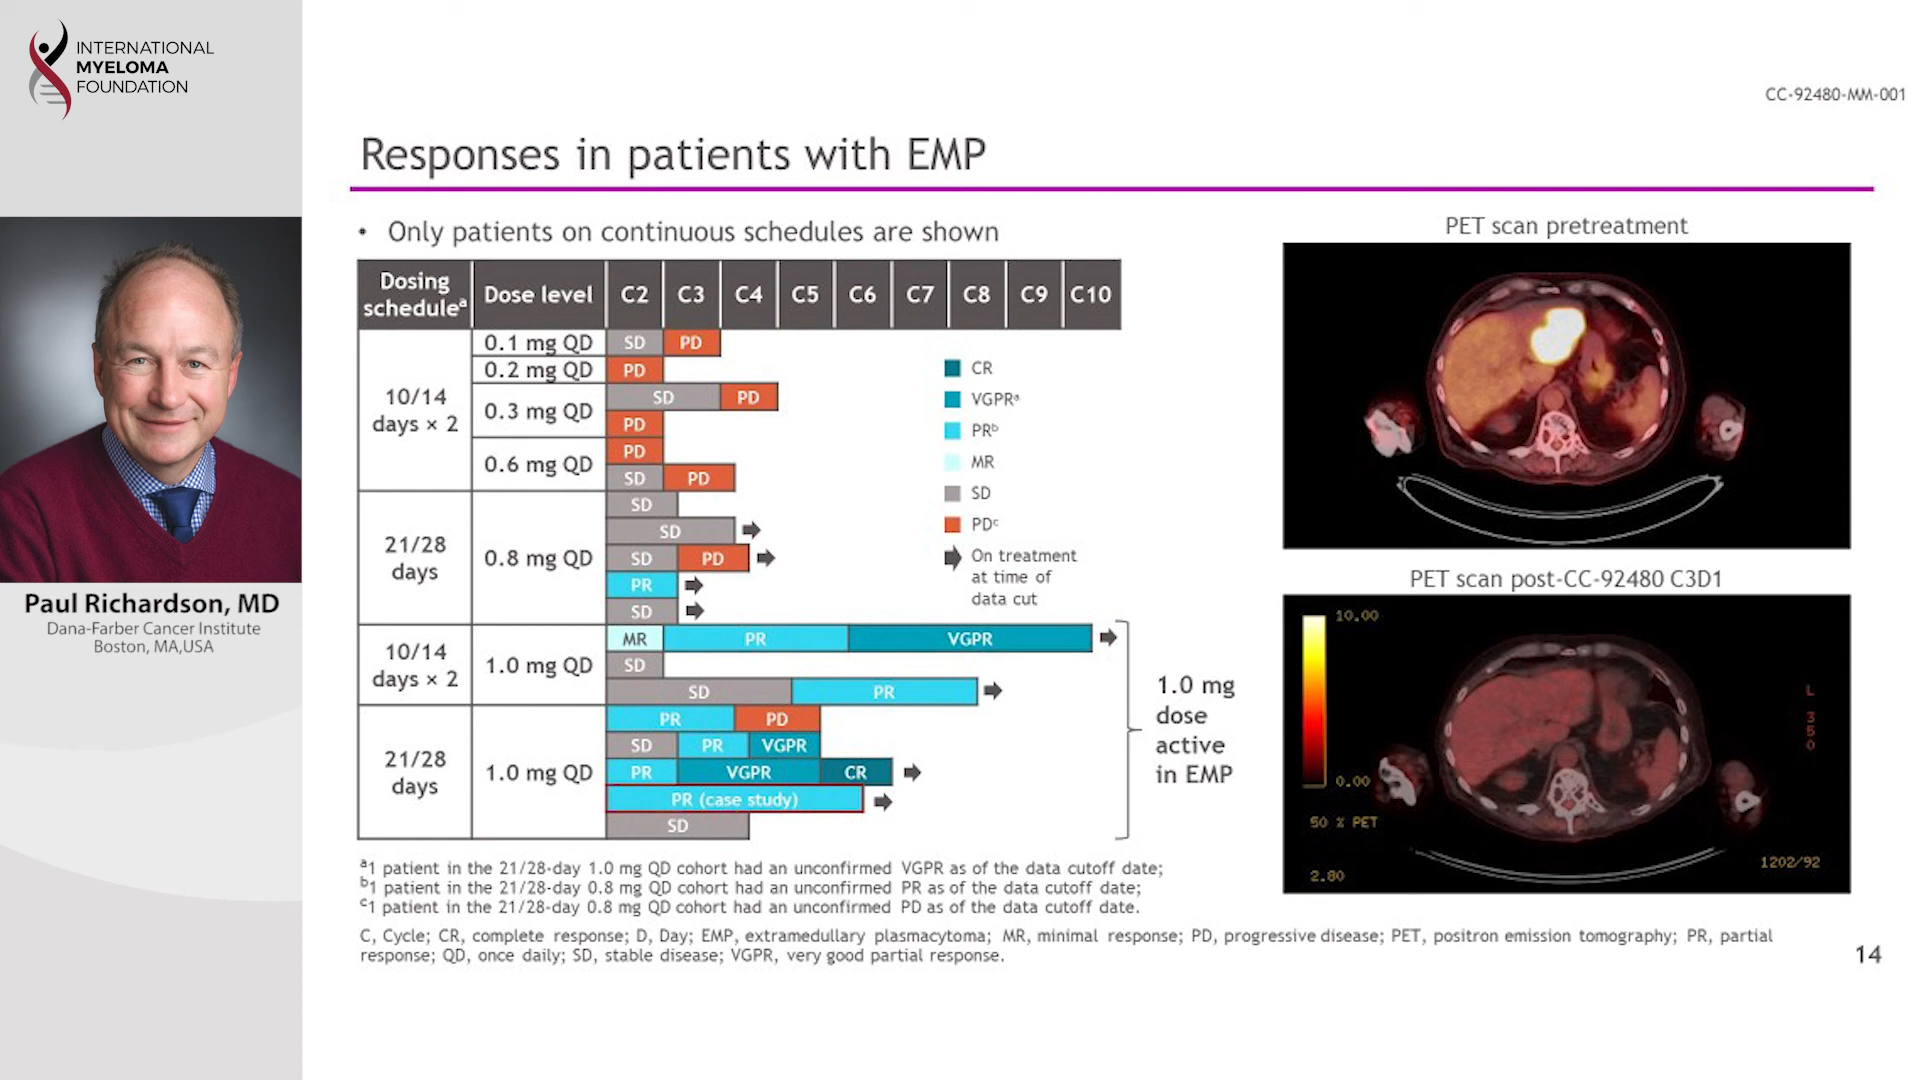 INTERNATIONAL
MYELOMA
FOUNDATION
Paul Richardson, MD
Dana-Farber Cancer Institute
Boston, MA,USA
CC-92480-MM-001
Responses in patients with EMP
• Only patients on continuous schedules are shown
Dosing
scheduleᵃ
Dose level
C2 C3 C4 C5 C6 C7 C8 C9 C10
10/14
days × 2
0.1 mg QD
SD PD
0.2 mg QD
PD
0.3 mg QD
SD PD
PD
0.6 mg QD
PD
SD PD
21/28
days
0.8 mg QD
SD
SD
SD PD
PR
SD
10/14
days × 2
1.0 mg QD
MR PR VGPR
SD
SD PR
21/28
days
1.0 mg QD
PR PD
SD PR VGPR
PR VGPR CR
PR (case study)
SD
CR
VGPRᵃ
PRᵇ
MR
SD
PDᶜ
On treatment
at time of
data cut
1.0 mg
dose
active
in EMP
PET scan pretreatment
PET scan post-CC-92480 C3D1
10.00
0.00
50 % PET
2.80
L
3
5
0
1202/92
ᵃ1 patient in the 21/28-day 1.0 mg QD cohort had an unconfirmed VGPR as of the data cutoff date;
ᵇ1 patient in the 21/28-day 0.8 mg QD cohort had an unconfirmed PR as of the data cutoff date;
ᶜ1 patient in the 21/28-day 0.8 mg QD cohort had an unconfirmed PD as of the data cutoff date.
C, Cycle; CR, complete response; D, Day; EMP, extramedullary plasmacytoma; MR, minimal response; PD, progressive disease; PET, positron emission tomography; PR, partial
response; QD, once daily; SD, stable disease; VGPR, very good partial response.
14